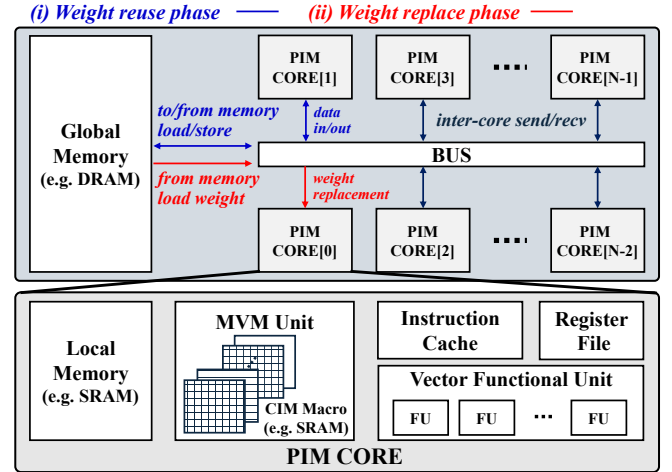 (i) Weight reuse phase
(ii) Weight replace phase
Global
Memory
(e.g. DRAM)
to/from memory
load/store
from memory
load weight
PIM
CORE[1]
PIM
CORE[3]
PIM
CORE[N-1]
data
in/out
inter-core send/recv
BUS
weight
replacement
PIM
CORE[0]
PIM
CORE[2]
PIM
CORE[N-2]
Local
Memory
(e.g. SRAM)
MVM Unit
CIM Macro
(e.g. SRAM)
Instruction
Cache
Register
File
Vector Functional Unit
FU
FU
FU
PIM CORE